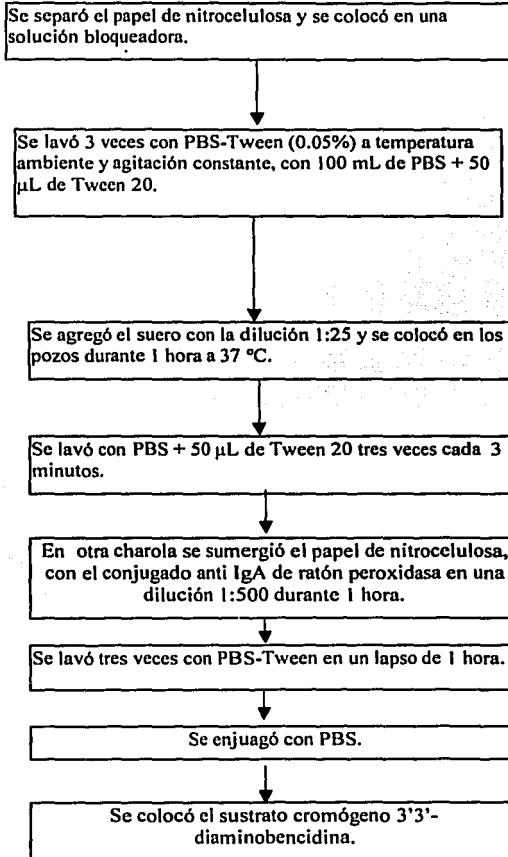 Se separó el papel de nitrocelulosa y se colocó en una
solución bloqueadora.
Se lavó 3 veces con PBS-Tween (0.05%) a temperatura
ambiente y agitación constante, con 100 mL de PBS + 50
µL de Tween 20.
Se agregó el suero con la dilución 1:25 y se colocó en los
pozos durante 1 hora a 37 ºC.
Se lavó con PBS + 50 µL de Tween 20 tres veces cada 3
minutos.
En otra charola se sumergió el papel de nitrocelulosa,
con el conjugado anti IgA de ratón peroxidasa en una
dilución 1:500 durante 1 hora.
Se lavó tres veces con PBS-Tween en un lapso de 1 hora.
Se enjuagó con PBS.
Se colocó el sustrato cromógeno 3'3'-
diaminobencidina.